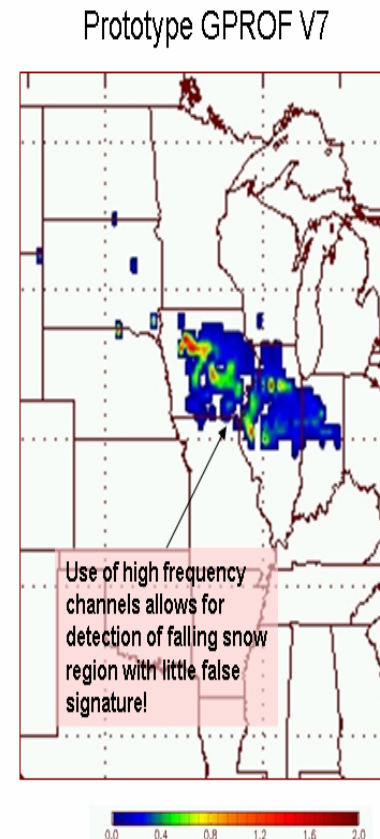 Prototype GPROF V7
Use of high frequency
channels allows for
detection of falling snow
region with little false
signature!
0.0 0.4 0.8 1.2 1.6 2.0